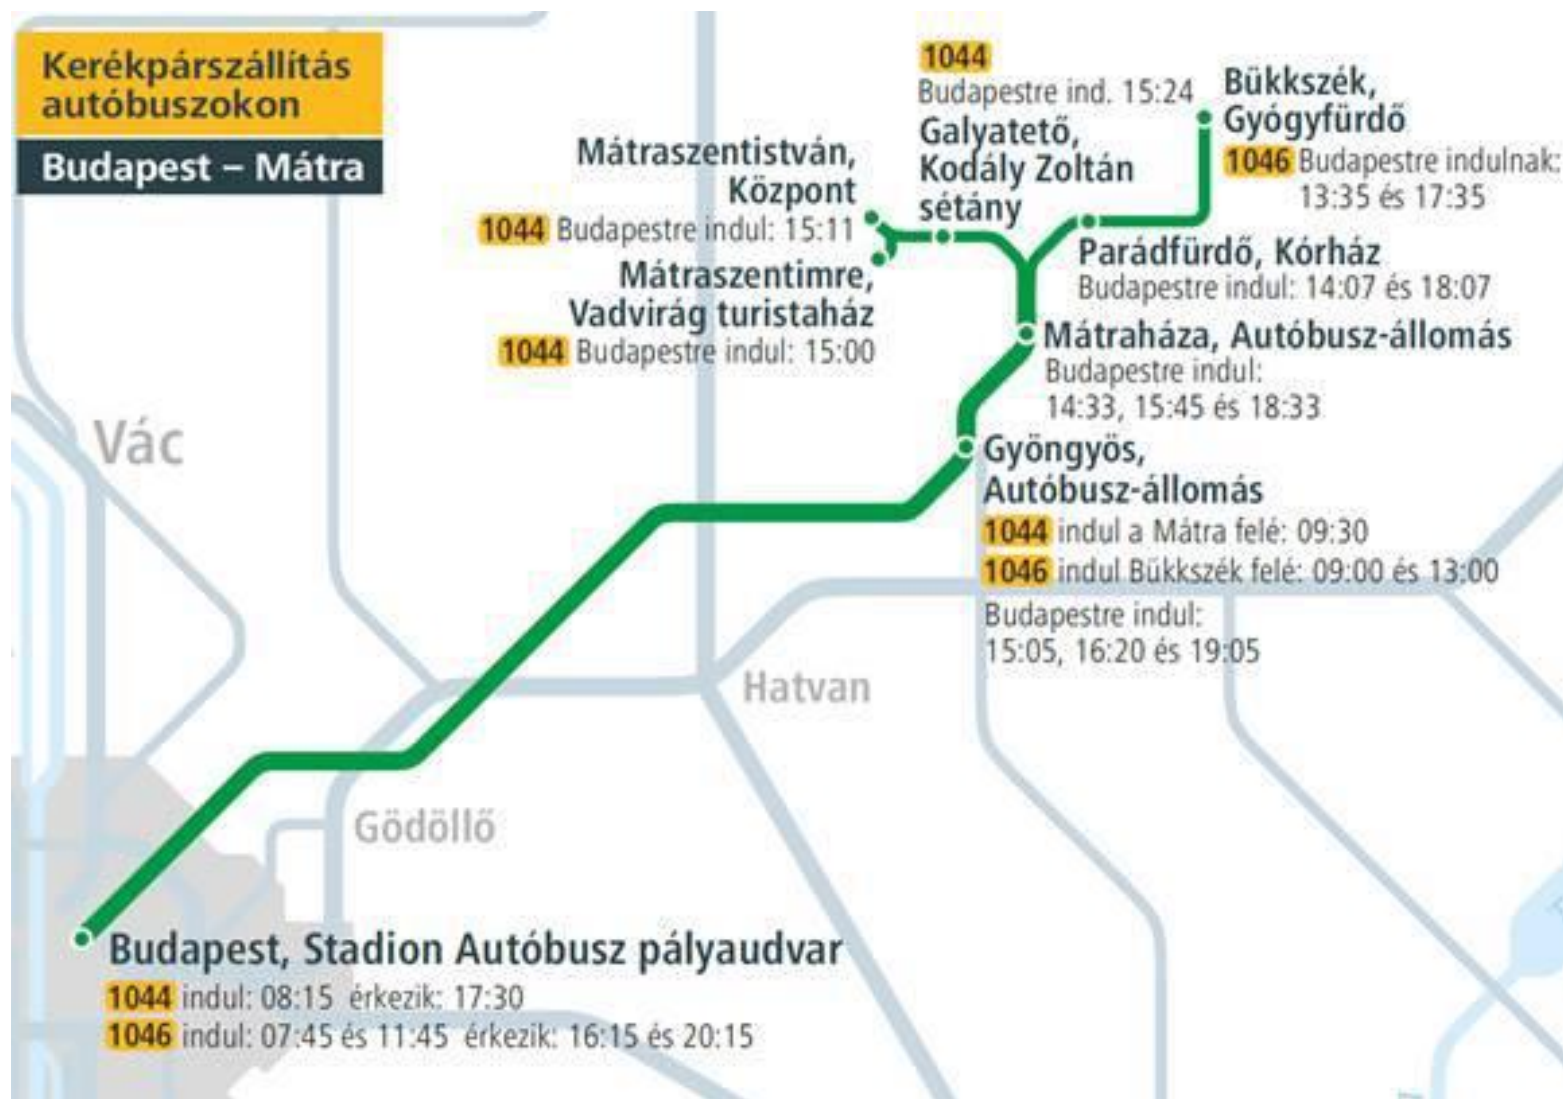 Kerékpárszállítás
autóbuszokon
Budapest – Mátra
1044
Budapestre ind. 15:24
Galyatető,
Kodály Zoltán
sétány
Bükkszék,
Gyógyfürdő
1046 Budapestre indulnak:
13:35 és 17:35
Mátraszentistván,
Központ
1044 Budapestre indul: 15:11
Mátraszentimre,
Vadvirág turistaház
1044 Budapestre indul: 15:00
Parádfürdő, Kórház
Budapestre indul: 14:07 és 18:07
Mátraháza, Autóbusz-állomás
Budapestre indul:
14:33, 15:45 és 18:33
Vác
Gyöngyös,
Autóbusz-állomás
1044 indul a Mátra felé: 09:30
1046 indul Bükkszék felé: 09:00 és 13:00
Budapestre indul:
15:05, 16:20 és 19:05
Hatvan
Gödöllő
Budapest, Stadion Autóbusz pályaudvar
1044 indul: 08:15 érkezik: 17:30
1046 indul: 07:45 és 11:45 érkezik: 16:15 és 20:15